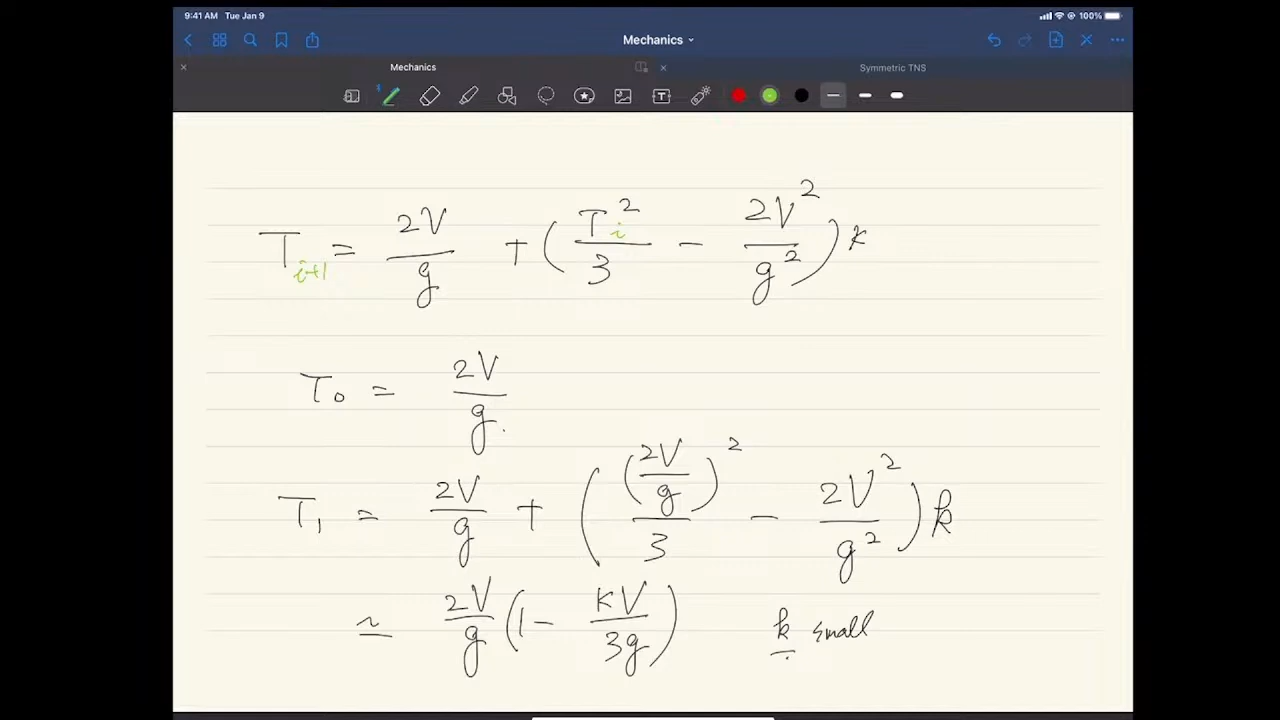 9:41 AM Tue Jan 9 100%
Mechanics
Mechanics Symmetric TNS
T_{i+1} = 2V/g + (T_i^2/3 - 2V^2/g^2) k
T_0 = 2V/g.
T_1 = 2V/g + ((2V/g)^2/3 - 2V^2/g^2) k
≃ 2V/g (1 - kV/3g) k small